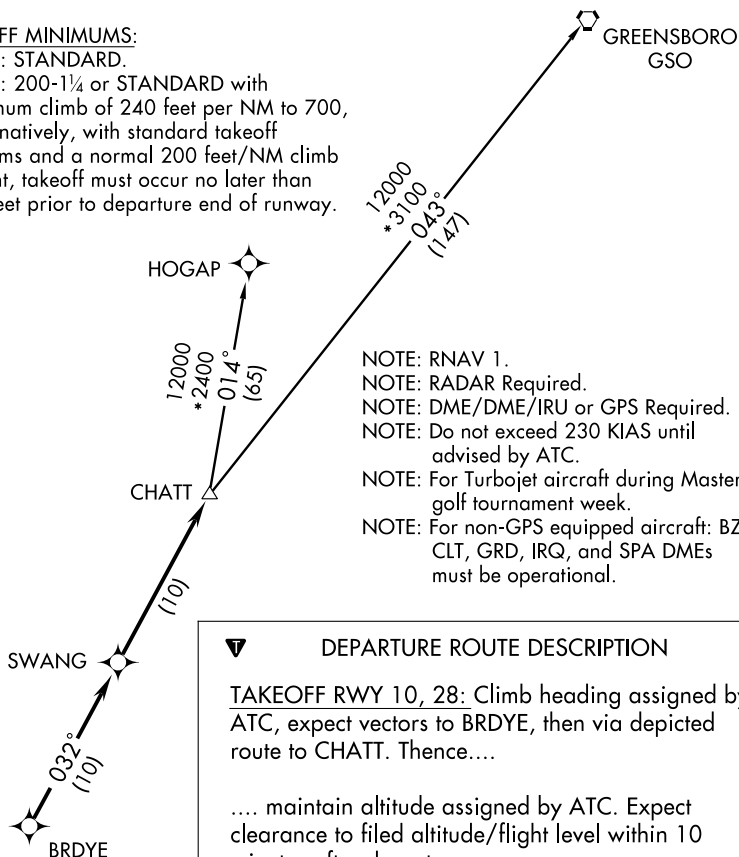 FF MINIMUMS:
: STANDARD.
: 200-1¼ or STANDARD with
num climb of 240 feet per NM to 700,
natively, with standard takeoff
ms and a normal 200 feet/NM climb
nt, takeoff must occur no later than
eet prior to departure end of runway.
GREENSBORO
GSO
12000
*3100
043°
(147)
HOGAP
12000
*2400
014°
(65)
NOTE: RNAV 1.
NOTE: RADAR Required.
NOTE: DME/DME/IRU or GPS Required.
NOTE: Do not exceed 230 KIAS until
advised by ATC.
NOTE: For Turbojet aircraft during Master
golf tournament week.
NOTE: For non-GPS equipped aircraft: BZ
CLT, GRD, IRQ, and SPA DMEs
must be operational.
CHATT
(10)
SWANG
032°
(10)
BRDYE
T DEPARTURE ROUTE DESCRIPTION
TAKEOFF RWY 10, 28: Climb heading assigned by
ATC, expect vectors to BRDYE, then via depicted
route to CHATT. Thence....
.... maintain altitude assigned by ATC. Expect
clearance to filed altitude/flight level within 10